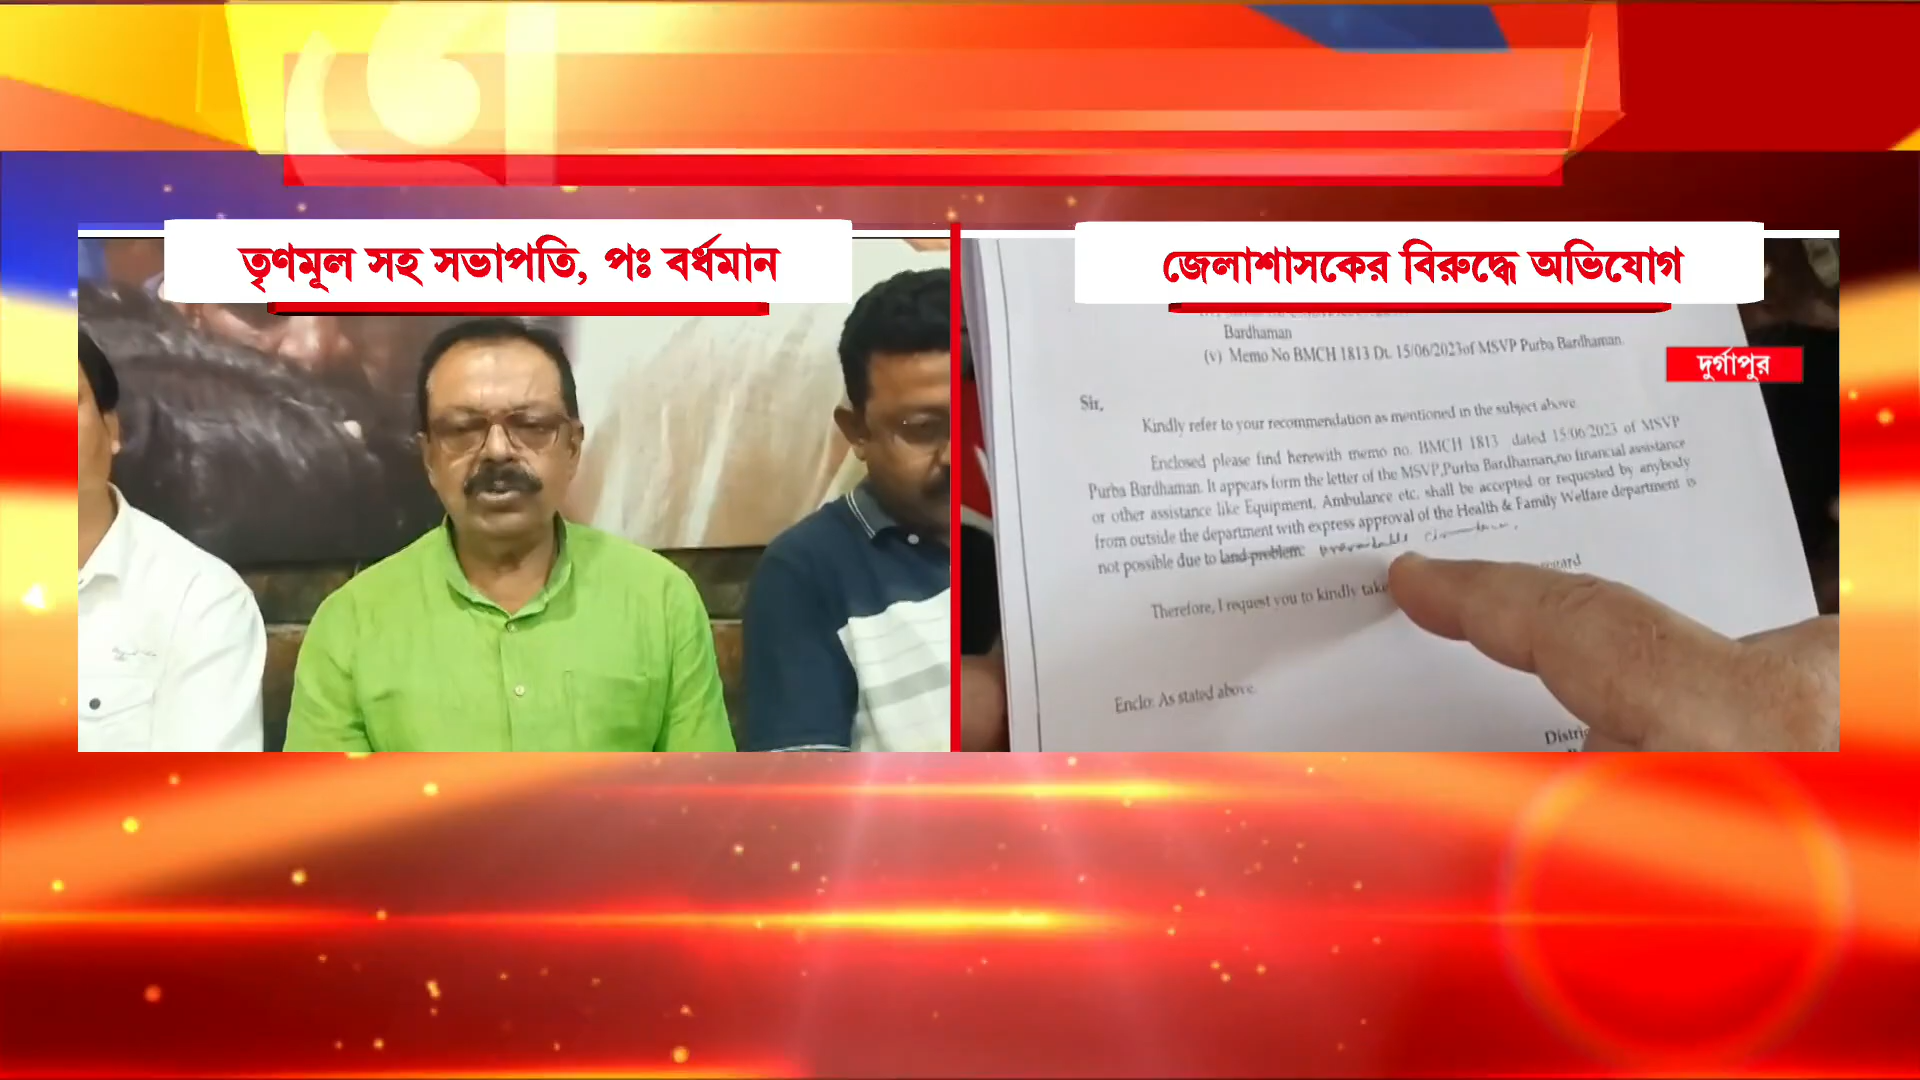 তৃণমূল সহ সভাপতি, পঃ বর্ধমান
জেলাশাসকের বিরুদ্ধে অভিযোগ
দুর্গাপুর
Bardhaman
(v) Memo No BMCH 1813 Dt. 15/06/2023of MSVP Purba Bardhaman.
Sir,
Kindly refer to your recommendation as mentioned in the subject above.
Enclosed please find herewith memo no. BMCH 1813 dated 15/06/2023 of MSVP
Purba Bardhaman. It appears form the letter of the MSVP,Purba Bardhaman,no financial assistance
or other assistance like Equipment, Ambulance etc. shall be accepted or requested by anybody
from outside the department with express approval of the Health & Family Welfare department is
not possible due to land problem.
regard
Therefore, I request you to kindly take
Enclo: As stated above.
Distric